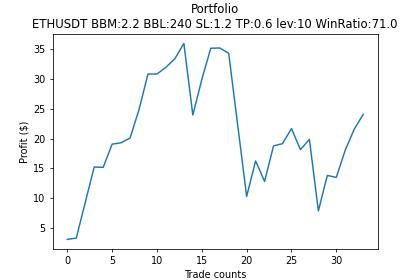 Portfolio
ETHUSDT BBM:2.2 BBL:240 SL:1.2 TP:0.6 lev:10 WinRatio:71.0
35
30
25
20
15
10
5
Profit ($)
0 5 10 15 20 25 30
Trade counts